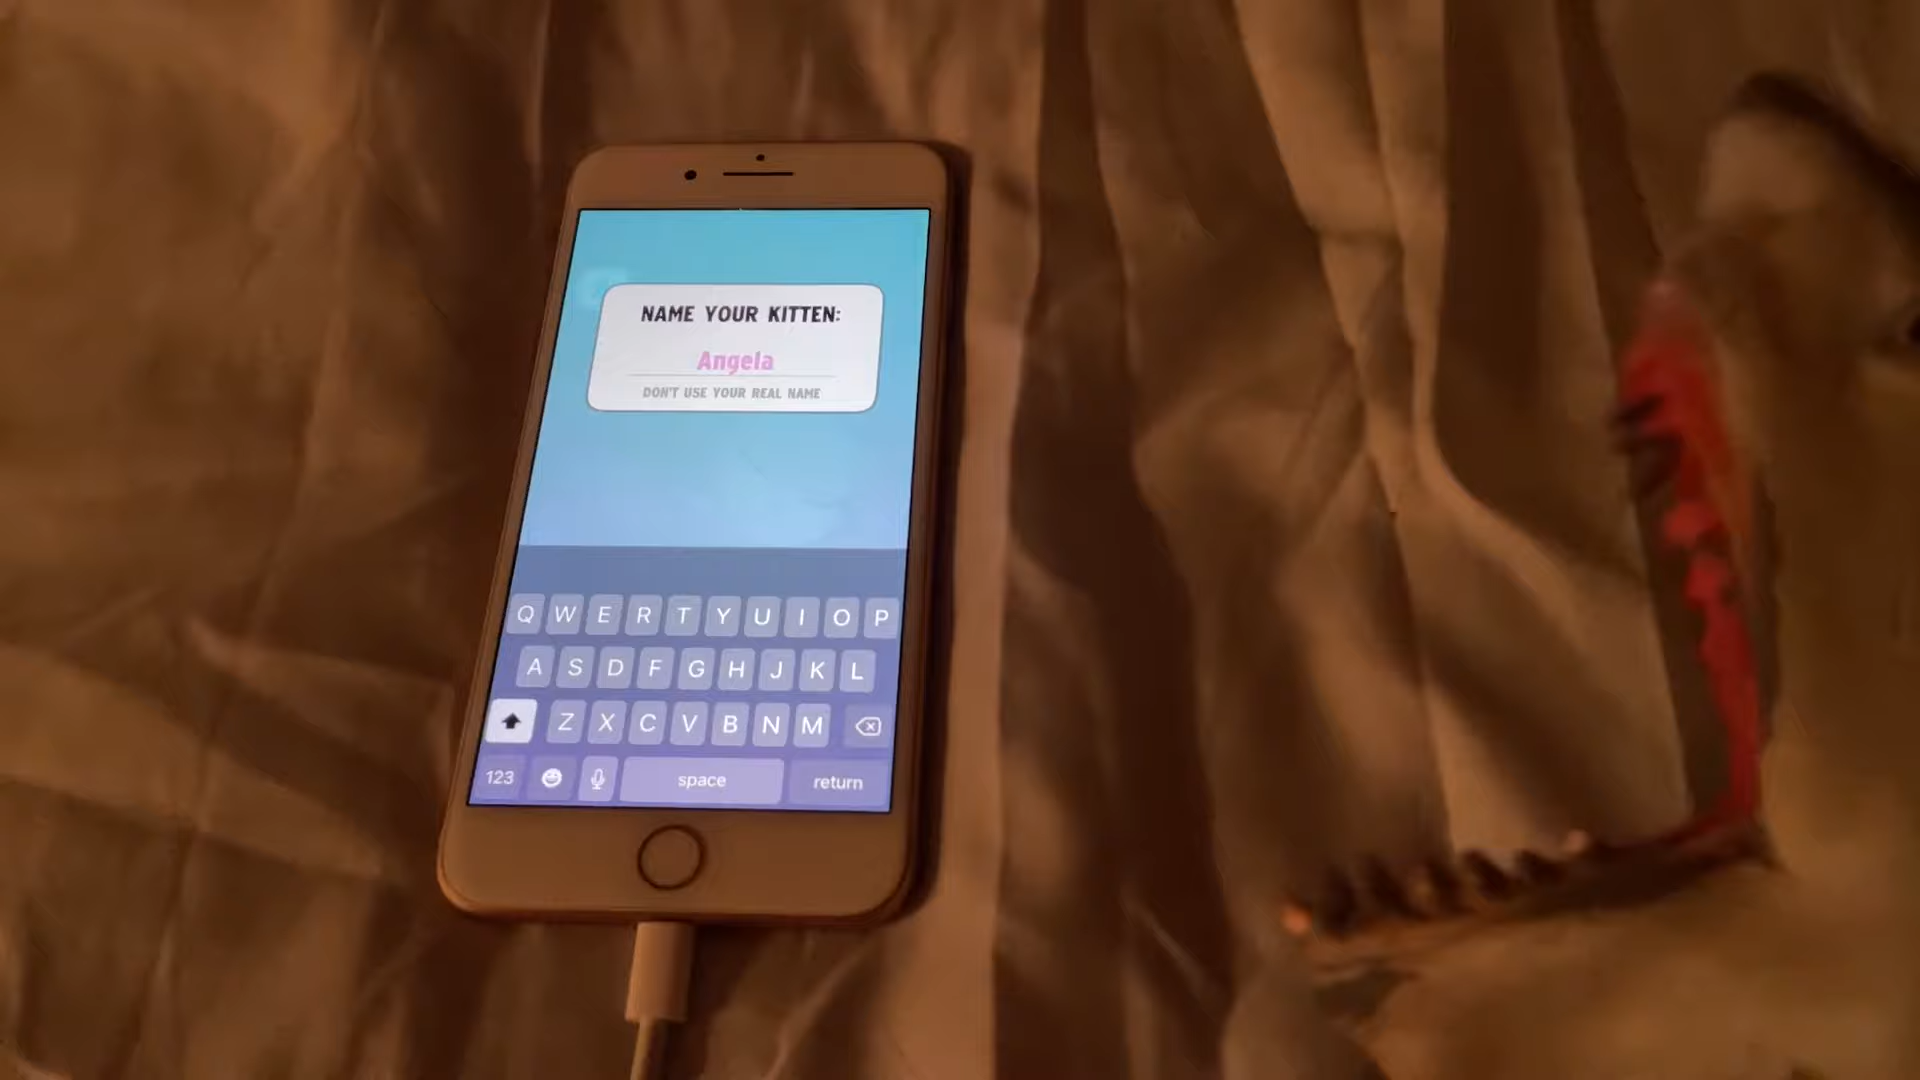 NAME YOUR KITTEN:
Angela
DON'T USE YOUR REAL NAME
Q W E R T Y U I O P
A S D F G H J K L
Z X C V B N M
123 space return